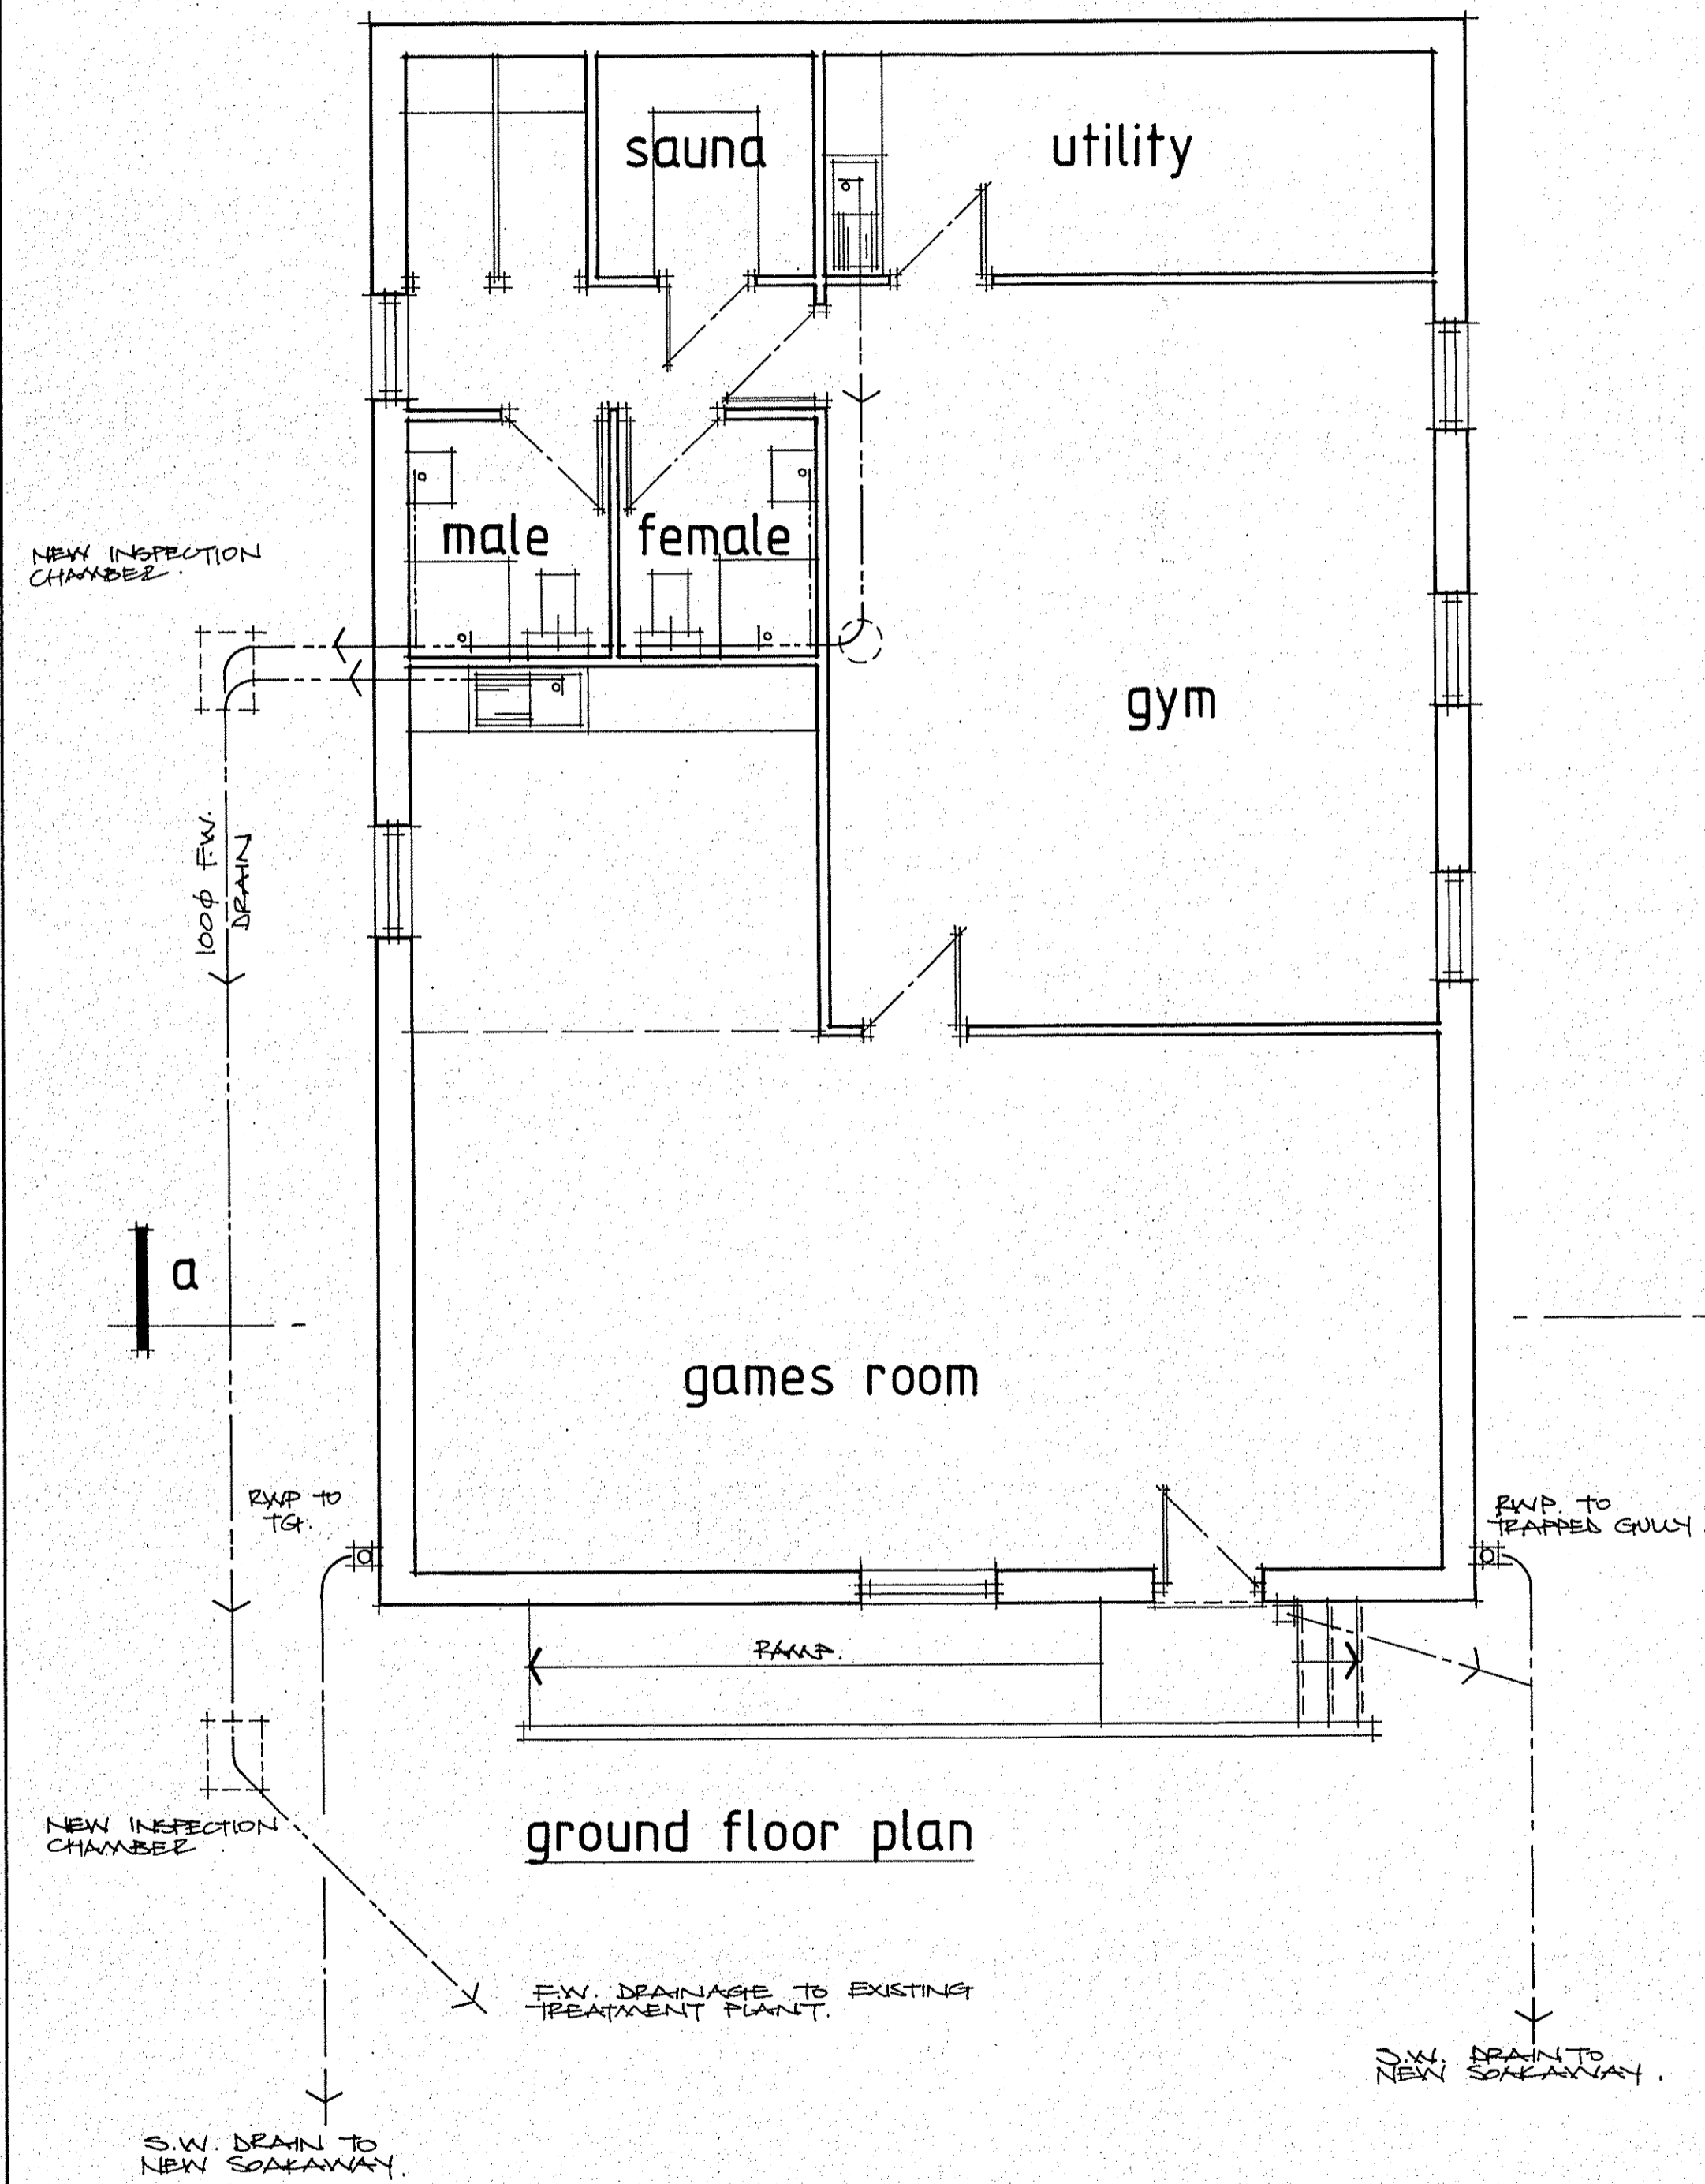 sauna
utility
male
female
NEW INSPECTION
CHAMBER.
gym
100ϕ F.W.
DRAIN
a
games room
RWP TO
TG.
RWP. TO
TRAPPED GULLY
RAMP.
NEW INSPECTION
CHAMBER.
ground floor plan
F.W. DRAINAGE TO EXISTING
TREATMENT PLANT.
S.W. DRAIN TO
NEW SOAKAWAY.
S.W. DRAIN TO
NEW SOAKAWAY.